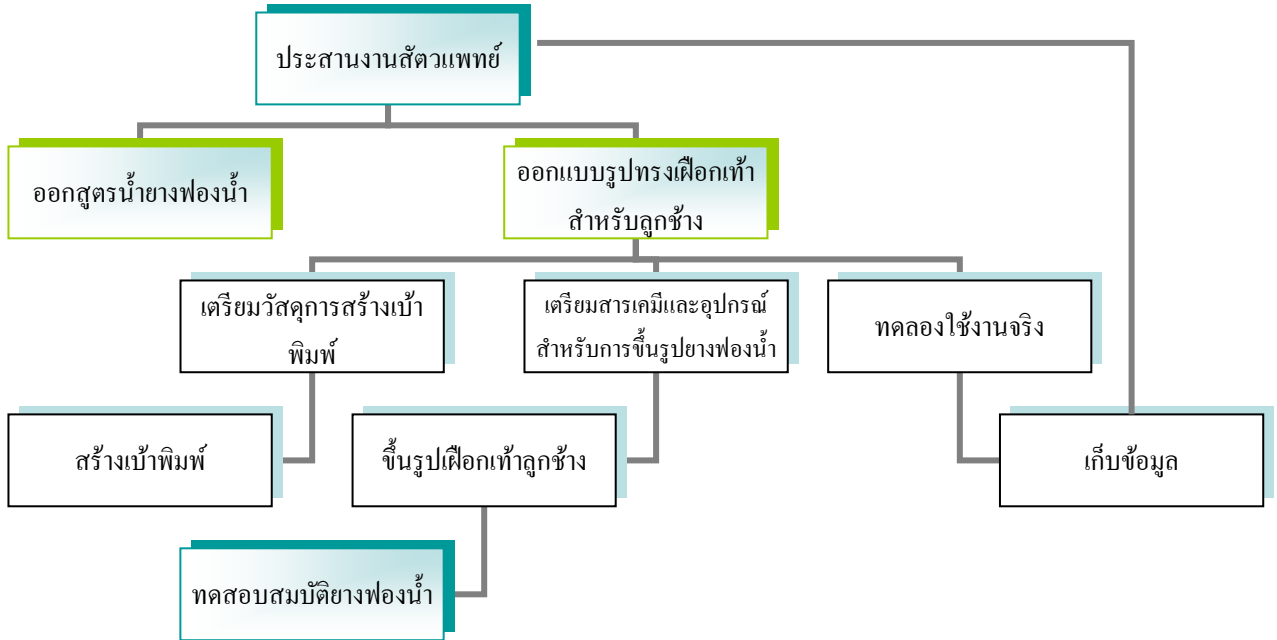 ประสานงานสัตวแพทย์
ออกสูตรน้ำยางฟองน้ำ
ออกแบบรูปทรงเฝือกเท้า
สำหรับลูกช้าง
เตรียมวัสดุการสร้างเบ้า
พิมพ์
เตรียมสารเคมีและอุปกรณ์
สำหรับการขึ้นรูปยางฟองน้ำ
ทดลองใช้งานจริง
สร้างเบ้าพิมพ์
ขึ้นรูปเฝือกเท้าลูกช้าง
เก็บข้อมูล
ทดสอบสมบัติยางฟองน้ำ